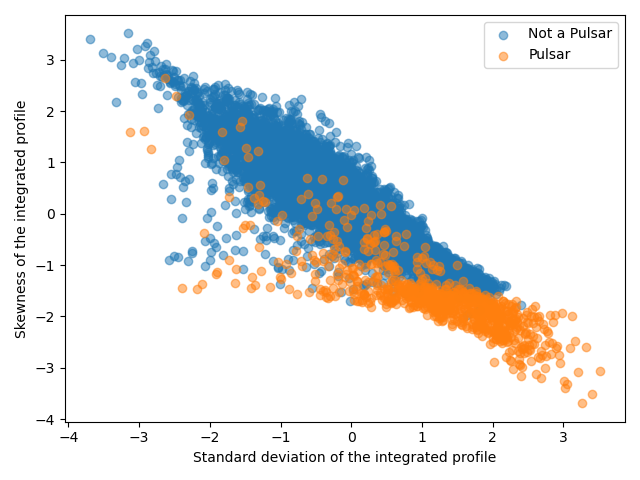 Not a Pulsar
Pulsar
Skewness of the integrated profile
3
2
1
0
−1
−2
−3
−4
−4 −3 −2 −1 0 1 2 3
Standard deviation of the integrated profile